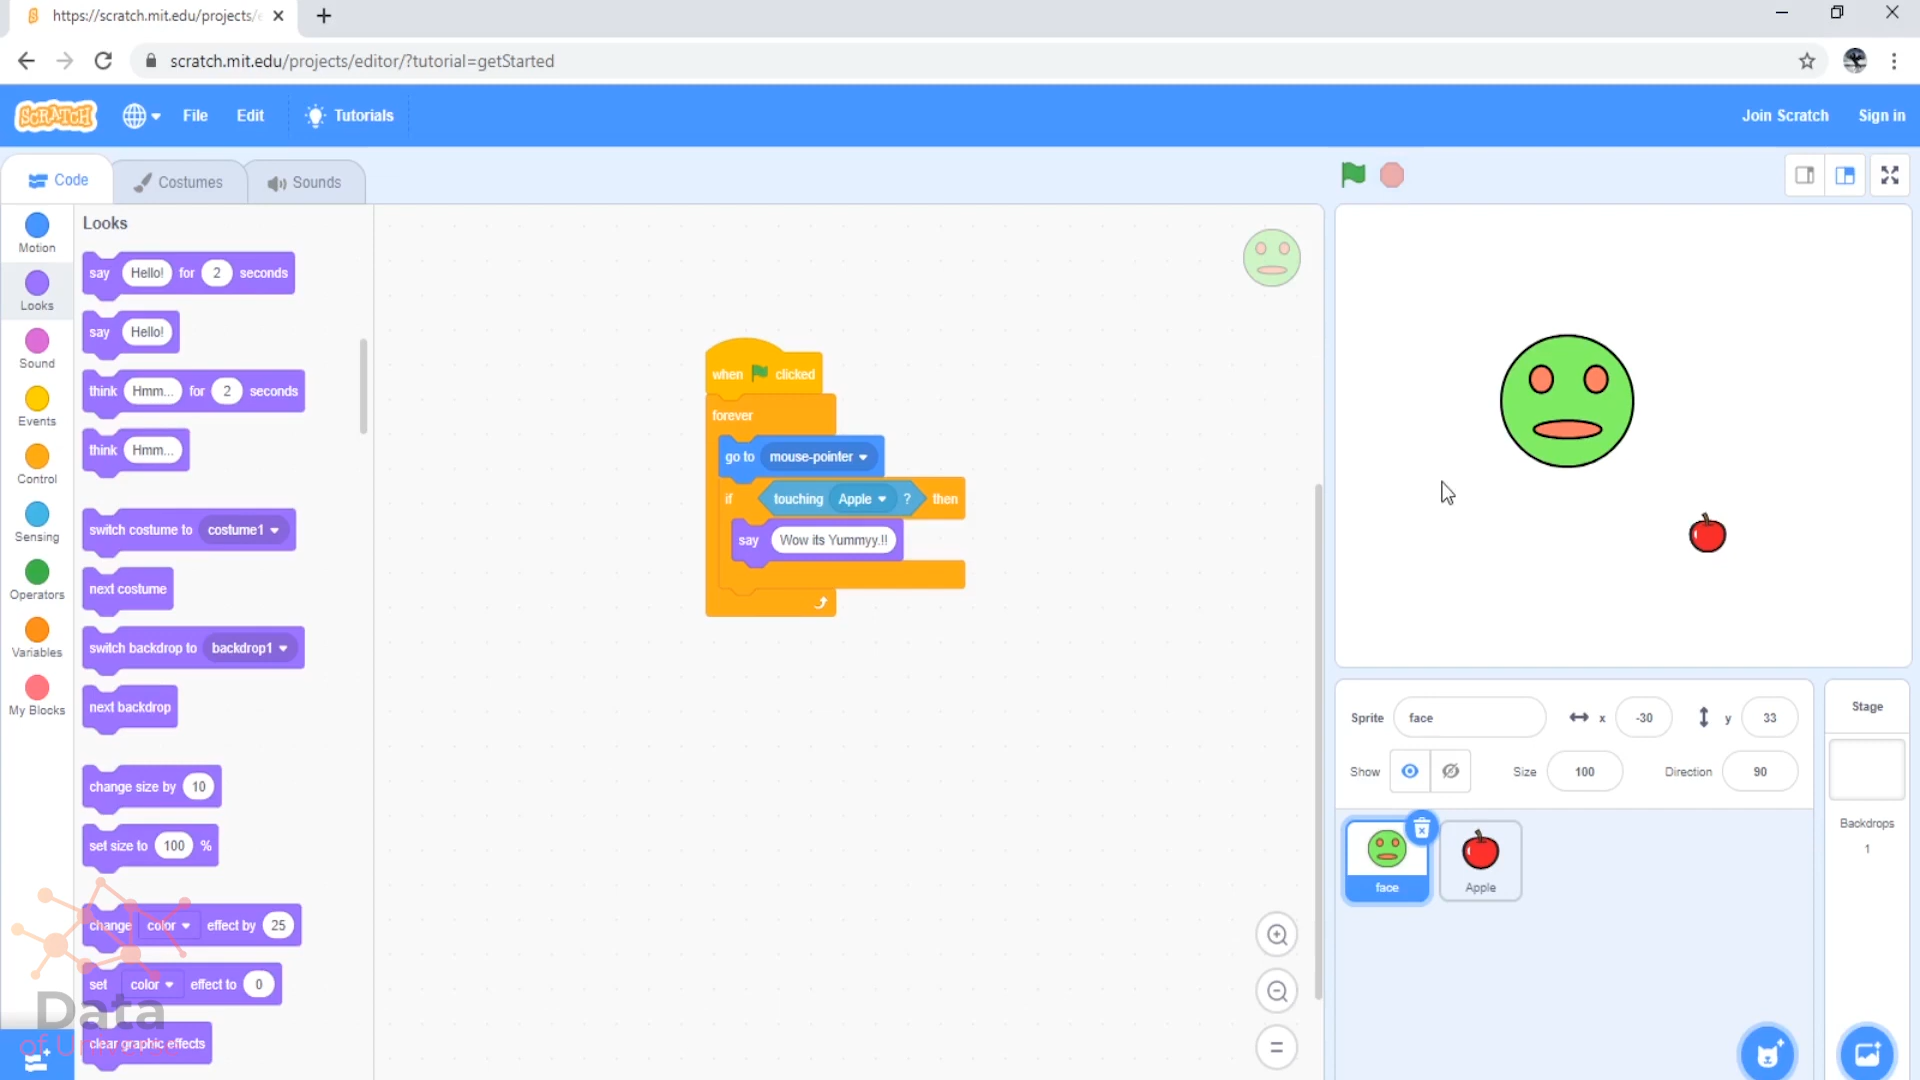 https://scratch.mit.edu/projects/e
scratch.mit.edu/projects/editor/?tutorial=getStarted
SCRATCH File Edit Tutorials Join Scratch Sign in
Code Costumes Sounds
Motion
Looks
Sound
Events
Control
Sensing
Operators
Variables
My Blocks
Looks
say Hello! for 2 seconds
say Hello!
think Hmm... for 2 seconds
think Hmm...
switch costume to costume1
next costume
switch backdrop to backdrop1
next backdrop
change size by 10
set size to 100 %
change color effect by 25
set color effect to 0
clear graphic effects
Data
of Universe
when clicked
forever
go to mouse-pointer
if touching Apple ? then
say Wow its Yummyy.!!
Sprite face x -30 y 33
Show Size 100 Direction 90
face
Apple
Stage
Backdrops
1